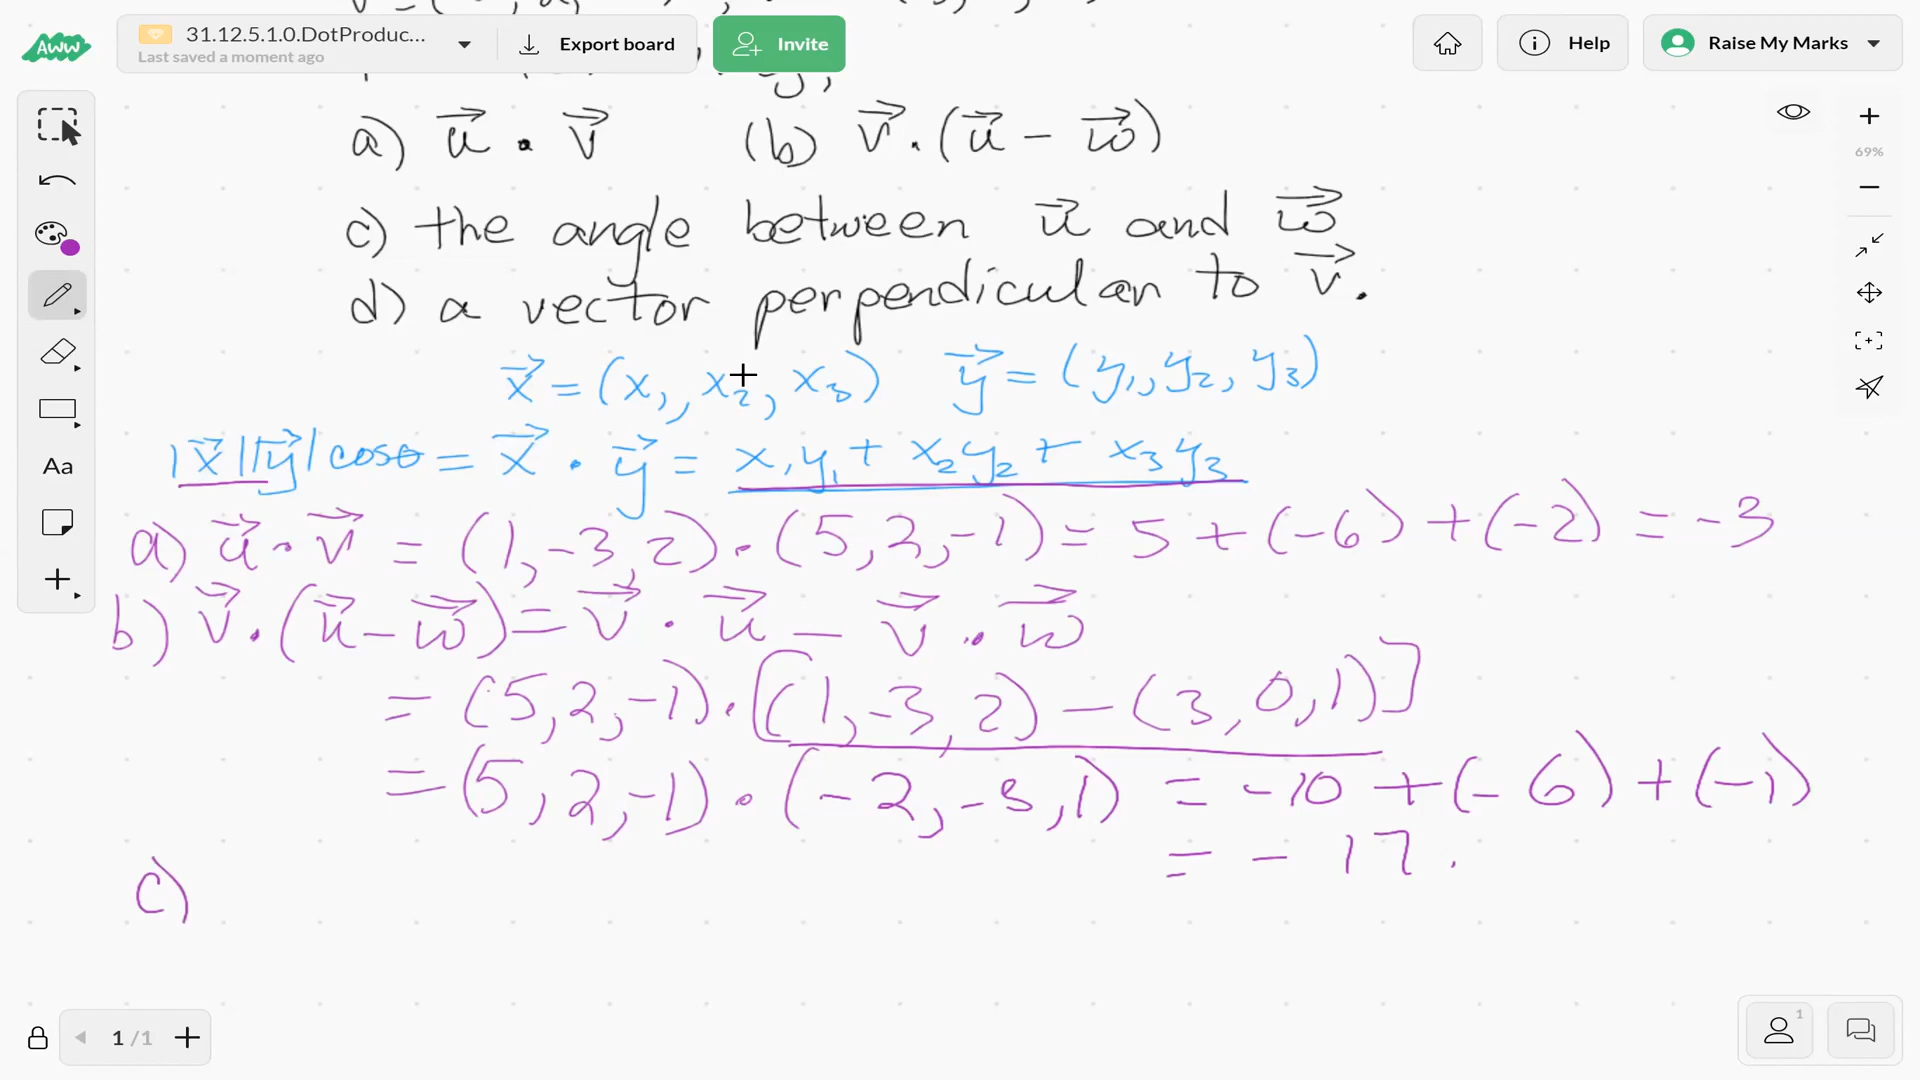 AWW 31.12.5.1.0.DotProduc... Export board Invite Help Raise My Marks
Last saved a moment ago
a) u⃗ · v⃗ (b) v⃗ · (u⃗ − w⃗)
69%
c) the angle between u⃗ and w⃗
d) a vector perpendicular to v⃗.
x⃗ = (x₁, x₂, x₃) y⃗ = (y₁, y₂, y₃)
|x⃗||y⃗| cosθ = x⃗ · y⃗ = x₁y₁ + x₂y₂ + x₃y₃
Aa
a) u⃗ · v⃗ = (1, −3, 2) · (5, 2, −1) = 5 + (−6) + (−2) = −3
b) v⃗ · (u⃗ − w⃗) = v⃗ · u⃗ − v⃗ · w⃗
= (5, 2, −1) · [(1, −3, 2) − (3, 0, 1)]
= (5, 2, −1) · (−2, −3, 1) = −10 + (−6) + (−1)
= − 17.
c)
1 /1
1